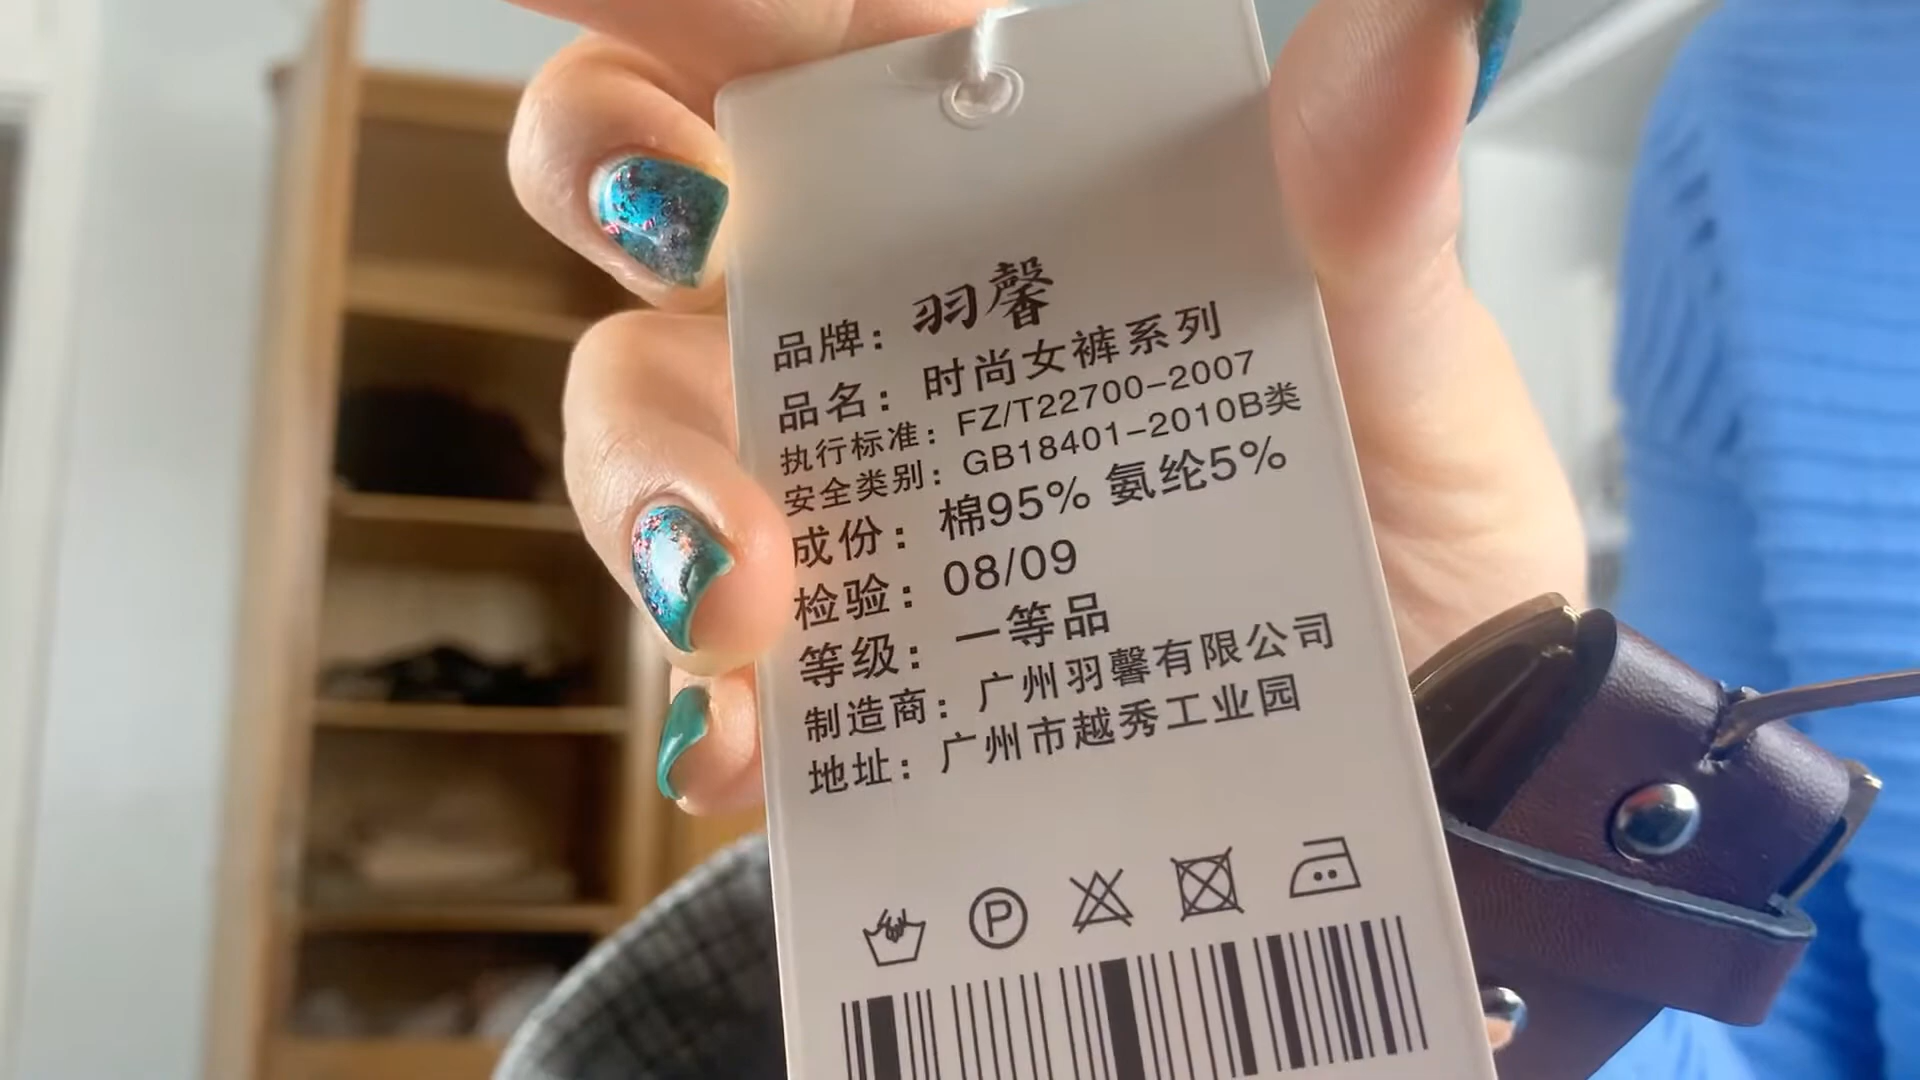 品牌：羽馨
品名：时尚女裤系列
执行标准：FZ/T22700-2007
安全类别：GB18401-2010B类
成份：棉95% 氨纶5%
检验：08/09
等级：一等品
制造商：广州羽馨有限公司
地址：广州市越秀工业园
P